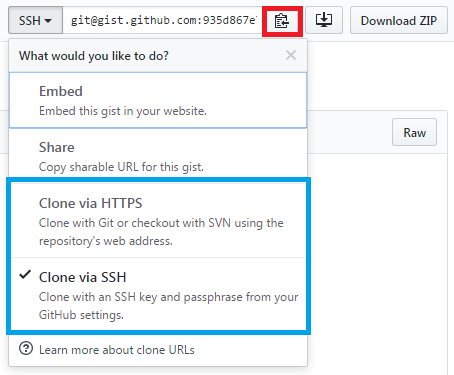 SSH git@gist.github.com:935d867e Download ZIP
What would you like to do?
Raw
Embed
Embed this gist in your website.
Share
Copy sharable URL for this gist.
Clone via HTTPS
Clone with Git or checkout with SVN using the
repository's web address.
Clone via SSH
Clone with an SSH key and passphrase from your
GitHub settings.
Learn more about clone URLs